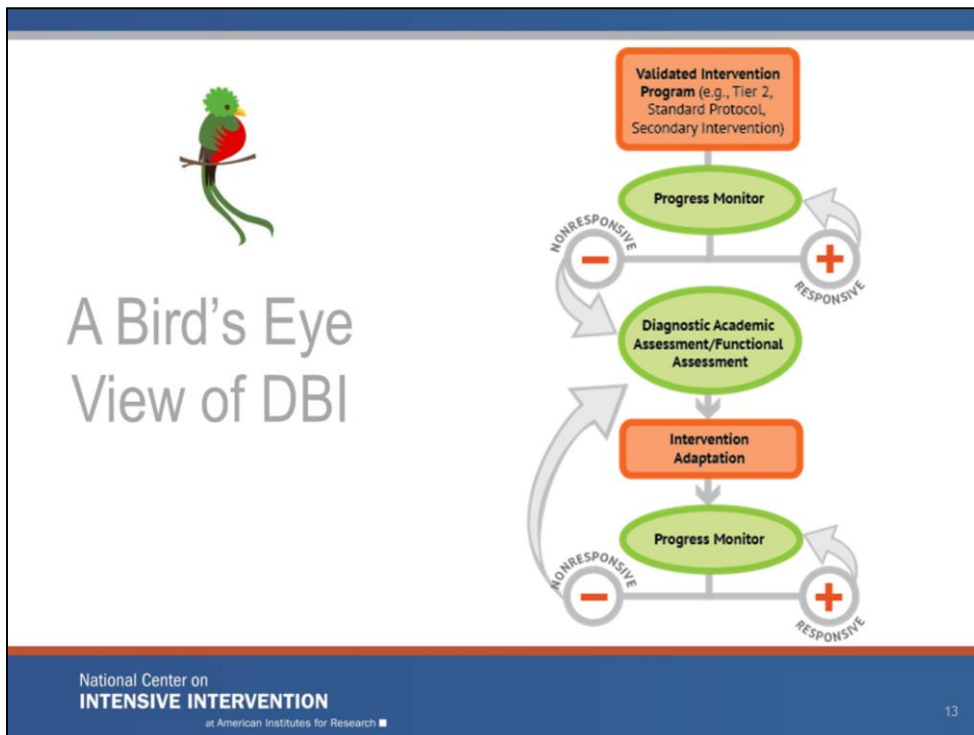 A Bird's Eye
View of DBI
Validated Intervention
Program (e.g., Tier 2,
Standard Protocol,
Secondary Intervention)
Progress Monitor
NONRESPONSIVE
–
+
RESPONSIVE
Diagnostic Academic
Assessment/Functional
Assessment
Intervention
Adaptation
Progress Monitor
NONRESPONSIVE
–
+
RESPONSIVE
National Center on
INTENSIVE INTERVENTION
at American Institutes for Research ■
13